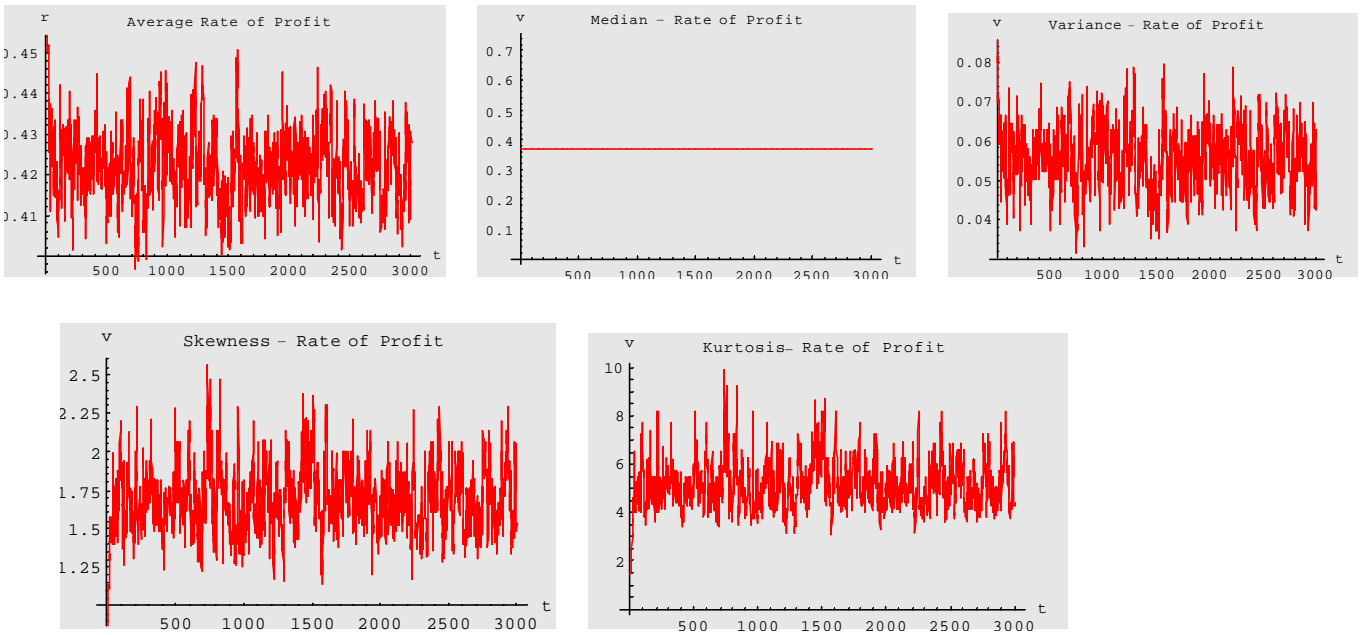 r
Average Rate of Profit
0.45
0.44
0.43
0.42
0.41
500 1000 1500 2000 2500 3000
t
v
Median - Rate of Profit
0.7
0.6
0.5
0.4
0.3
0.2
0.1
500 1000 1500 2000 2500 3000
t
v
Variance - Rate of Profit
0.08
0.07
0.06
0.05
0.04
500 1000 1500 2000 2500 3000
t
v
Skewness - Rate of Profit
2.5
2.25
2
1.75
1.5
1.25
500 1000 1500 2000 2500 3000
t
v
Kurtosis- Rate of Profit
10
8
6
4
2
500 1000 1500 2000 2500 3000
t